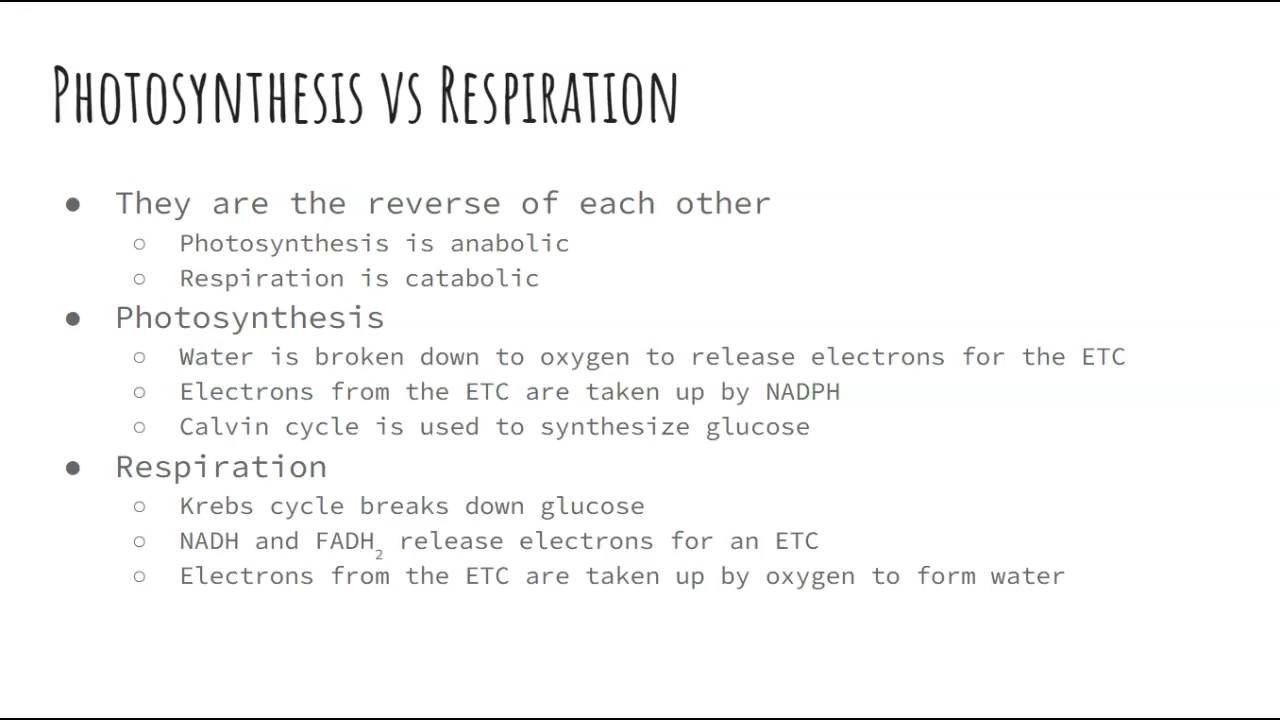 Photosynthesis vs Respiration
● They are the reverse of each other
○ Photosynthesis is anabolic
○ Respiration is catabolic
● Photosynthesis
○ Water is broken down to oxygen to release electrons for the ETC
○ Electrons from the ETC are taken up by NADPH
○ Calvin cycle is used to synthesize glucose
● Respiration
○ Krebs cycle breaks down glucose
○ NADH and FADH₂ release electrons for an ETC
○ Electrons from the ETC are taken up by oxygen to form water